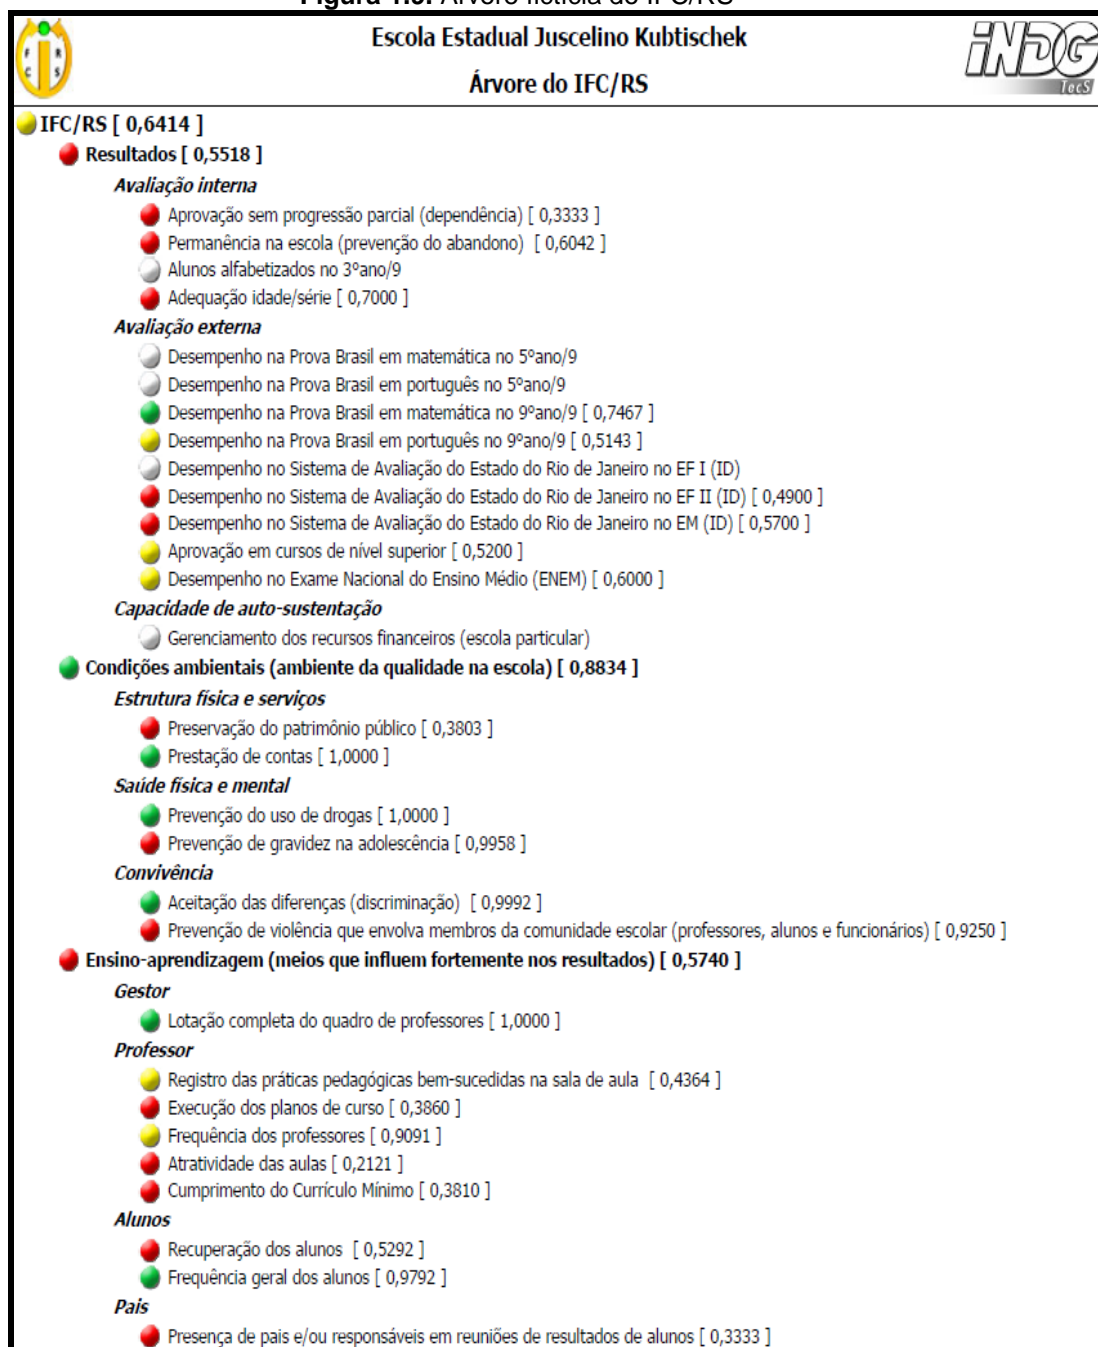 Figura 1.5. Árvore fictícia do IFC/RS
F R
C S
Escola Estadual Juscelino Kubtischek
Árvore do IFC/RS
INDG
TecS
IFC/RS [ 0,6414 ]
Resultados [ 0,5518 ]
Avaliação interna
Aprovação sem progressão parcial (dependência) [ 0,3333 ]
Permanência na escola (prevenção do abandono) [ 0,6042 ]
Alunos alfabetizados no 3ºano/9
Adequação idade/série [ 0,7000 ]
Avaliação externa
Desempenho na Prova Brasil em matemática no 5ºano/9
Desempenho na Prova Brasil em português no 5ºano/9
Desempenho na Prova Brasil em matemática no 9ºano/9 [ 0,7467 ]
Desempenho na Prova Brasil em português no 9ºano/9 [ 0,5143 ]
Desempenho no Sistema de Avaliação do Estado do Rio de Janeiro no EF I (ID)
Desempenho no Sistema de Avaliação do Estado do Rio de Janeiro no EF II (ID) [ 0,4900 ]
Desempenho no Sistema de Avaliação do Estado do Rio de Janeiro no EM (ID) [ 0,5700 ]
Aprovação em cursos de nível superior [ 0,5200 ]
Desempenho no Exame Nacional do Ensino Médio (ENEM) [ 0,6000 ]
Capacidade de auto-sustentação
Gerenciamento dos recursos financeiros (escola particular)
Condições ambientais (ambiente da qualidade na escola) [ 0,8834 ]
Estrutura física e serviços
Preservação do patrimônio público [ 0,3803 ]
Prestação de contas [ 1,0000 ]
Saúde física e mental
Prevenção do uso de drogas [ 1,0000 ]
Prevenção de gravidez na adolescência [ 0,9958 ]
Convivência
Aceitação das diferenças (discriminação) [ 0,9992 ]
Prevenção de violência que envolva membros da comunidade escolar (professores, alunos e funcionários) [ 0,9250 ]
Ensino-aprendizagem (meios que influem fortemente nos resultados) [ 0,5740 ]
Gestor
Lotação completa do quadro de professores [ 1,0000 ]
Professor
Registro das práticas pedagógicas bem-sucedidas na sala de aula [ 0,4364 ]
Execução dos planos de curso [ 0,3860 ]
Frequência dos professores [ 0,9091 ]
Atratividade das aulas [ 0,2121 ]
Cumprimento do Currículo Mínimo [ 0,3810 ]
Alunos
Recuperação dos alunos [ 0,5292 ]
Frequência geral dos alunos [ 0,9792 ]
Pais
Presença de pais e/ou responsáveis em reuniões de resultados de alunos [ 0,3333 ]